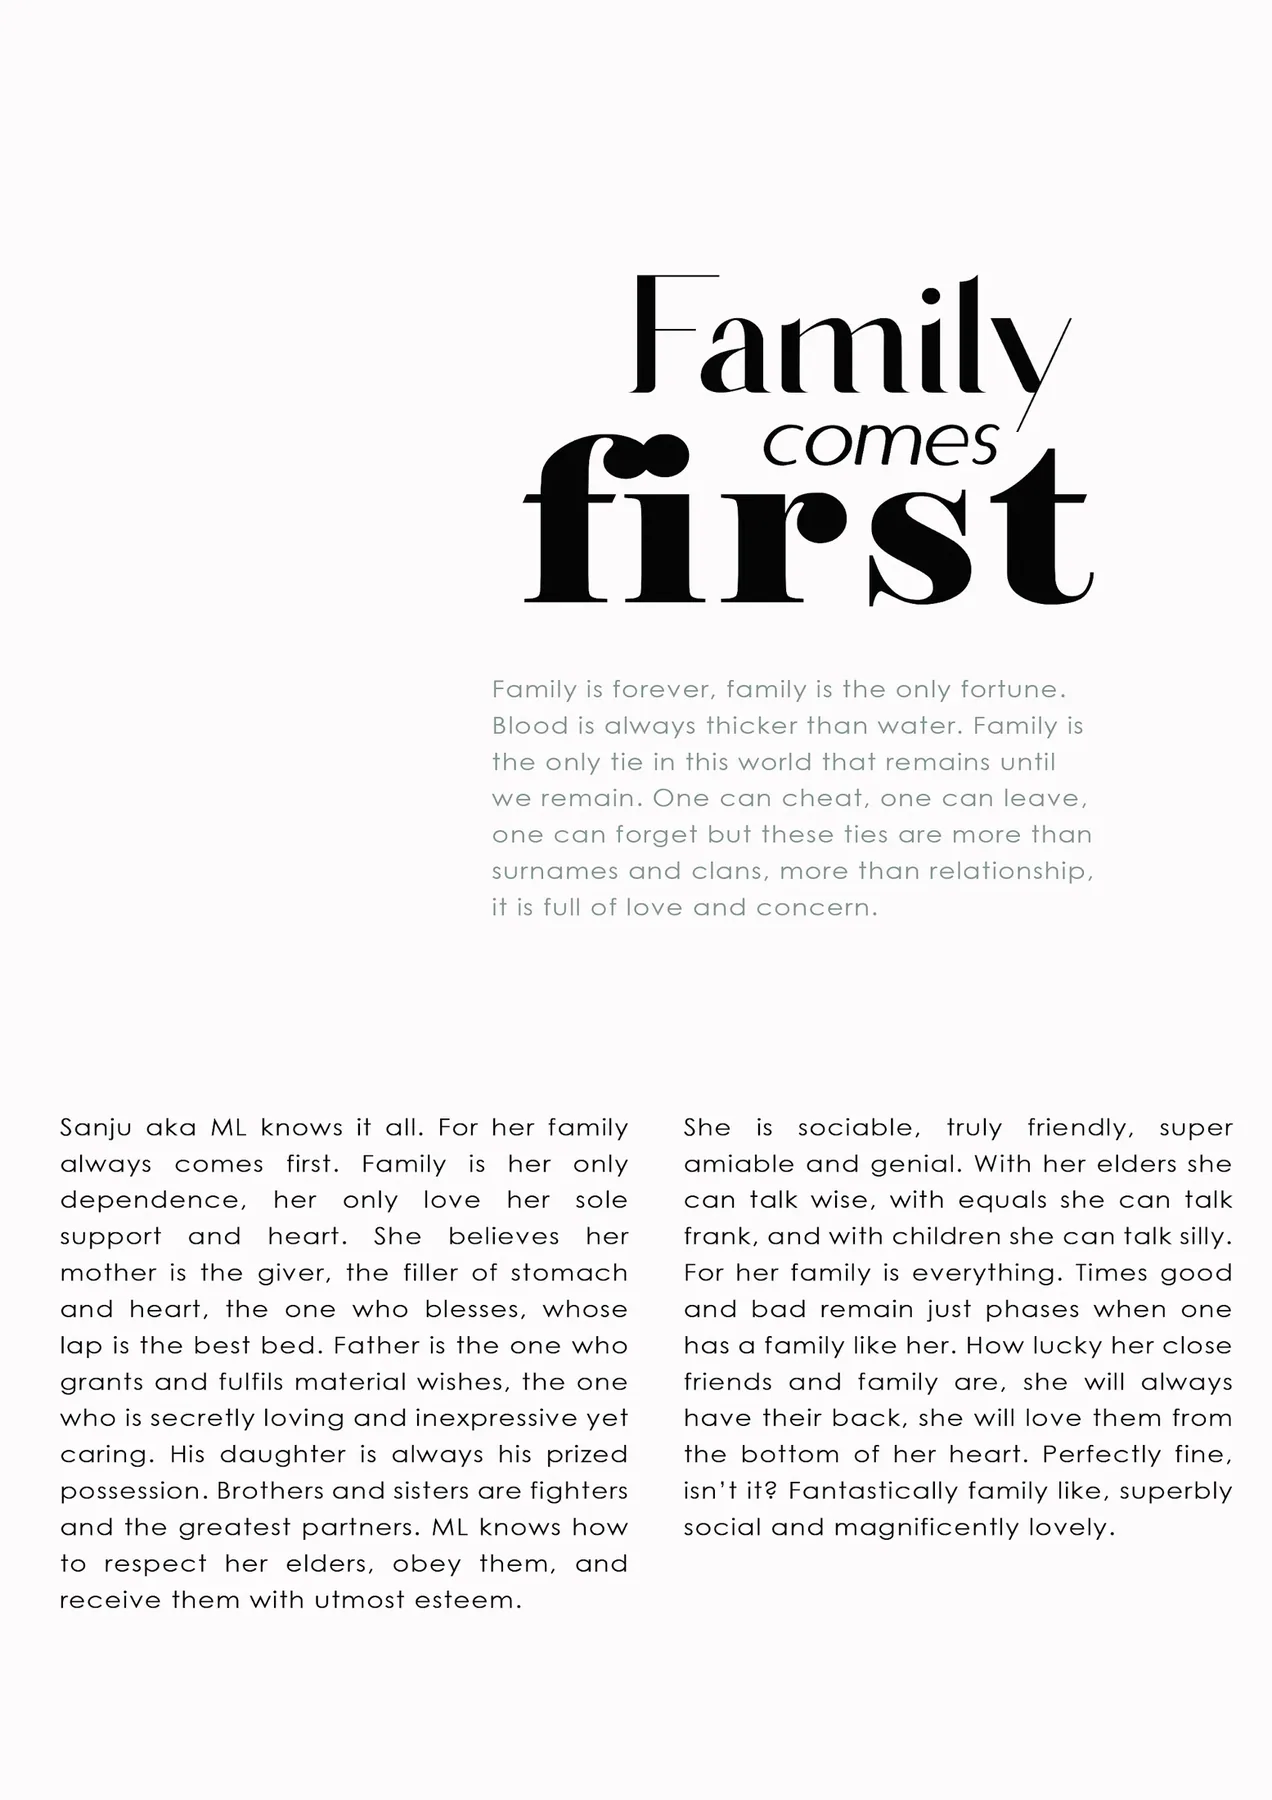 Family
comes
first
Family is forever, family is the only fortune.
Blood is always thicker than water. Family is
the only tie in this world that remains until
we remain. One can cheat, one can leave,
one can forget but these ties are more than
surnames and clans, more than relationship,
it is full of love and concern.
Sanju aka ML knows it all. For her family
always comes first. Family is her only
dependence, her only love her sole
support and heart. She believes her
mother is the giver, the filler of stomach
and heart, the one who blesses, whose
lap is the best bed. Father is the one who
grants and fulfils material wishes, the one
who is secretly loving and inexpressive yet
caring. His daughter is always his prized
possession. Brothers and sisters are fighters
and the greatest partners. ML knows how
to respect her elders, obey them, and
receive them with utmost esteem.
She is sociable, truly friendly, super
amiable and genial. With her elders she
can talk wise, with equals she can talk
frank, and with children she can talk silly.
For her family is everything. Times good
and bad remain just phases when one
has a family like her. How lucky her close
friends and family are, she will always
have their back, she will love them from
the bottom of her heart. Perfectly fine,
isn’t it? Fantastically family like, superbly
social and magnificently lovely.